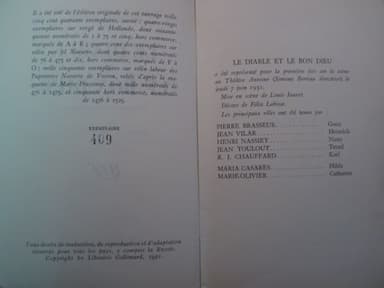 Il a été tiré de l'édition originale de cet ouvrage mille
cinq cent quatante exemplaires, savoir : quatre-vingt
exemplaires sur vergé de Hollande, dont soixante-
quinze numérotés de 1 à 75 et cinq, hors commerce,
marqués de A à E ; quatre cent dix exemplaires sur
vélin pur fil Navarre, dont quatre cents numérotés
de 76 à 475 et dix, hors commerce, marqués de F à
O ; mille cinquante exemplaires sur vélin labeur des
Papeteries Navarre de Voiron, reliés d'après la ma-
quette de Mario Prassinos, dont mille numérotés de
476 à 1475, et cinquante hors commerce, numérotés
de 1476 à 1525.
EXEMPLAIRE
409
Tous droits de traduction, de reproduction et d'adaptation
réservés pour tous les pays, y compris la Russie.
Copyright by Librairie Gallimard, 1951.
LE DIABLE ET LE BON DIEU
a été représenté pour la première fois sur la scène
au Théâtre Antoine (Simone Berriau directrice) le
jeudi 7 juin 1951.
Mise en scène de Louis Jouvet.
Décors de Félix Labisse.
Les principaux rôles ont été tenus par
PIERRE BRASSEUR Goetz
JEAN VILAR Heinrich
HENRI NASSIET Nasty
JEAN TOULOUT Tetzel
R. J. CHAUFFARD Karl
MARIA CASARÈS Hilda
MARIE-OLIVIER Catherine